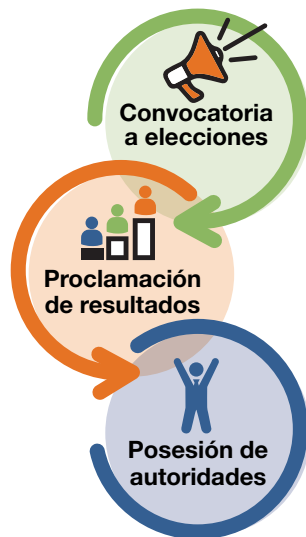 Convocatoria
a elecciones
Proclamación
de resultados
Posesión de
autoridades